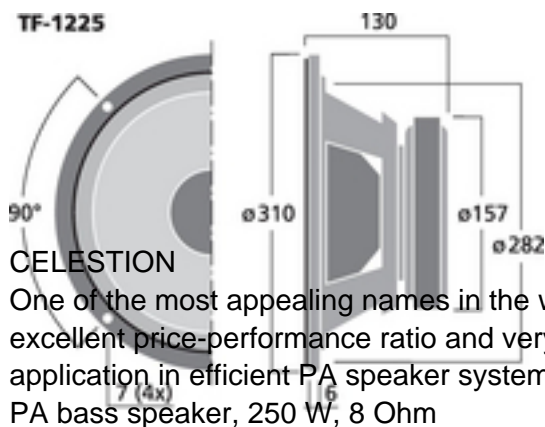 TF-1225
130
90°
ø310
ø157
ø282
CELESTION
One of the most appealing names in the
excellent price-performance ratio and very
application in efficient PA speaker system
7 (4x)
6
PA bass speaker, 250 W, 8 Ohm